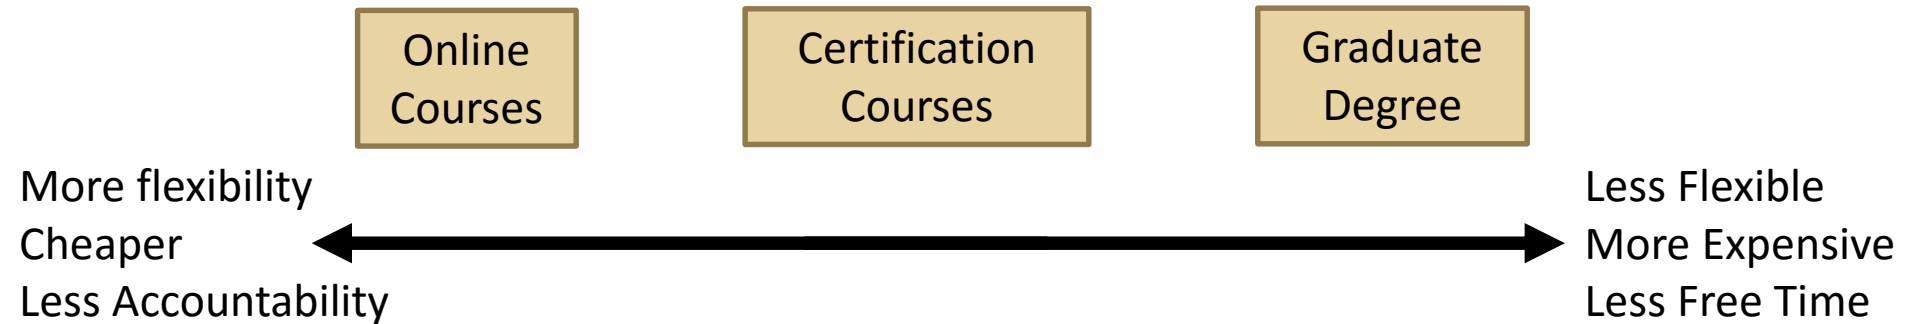 Online
Courses
Certification
Courses
Graduate
Degree
More flexibility
Cheaper
Less Accountability
Less Flexible
More Expensive
Less Free Time